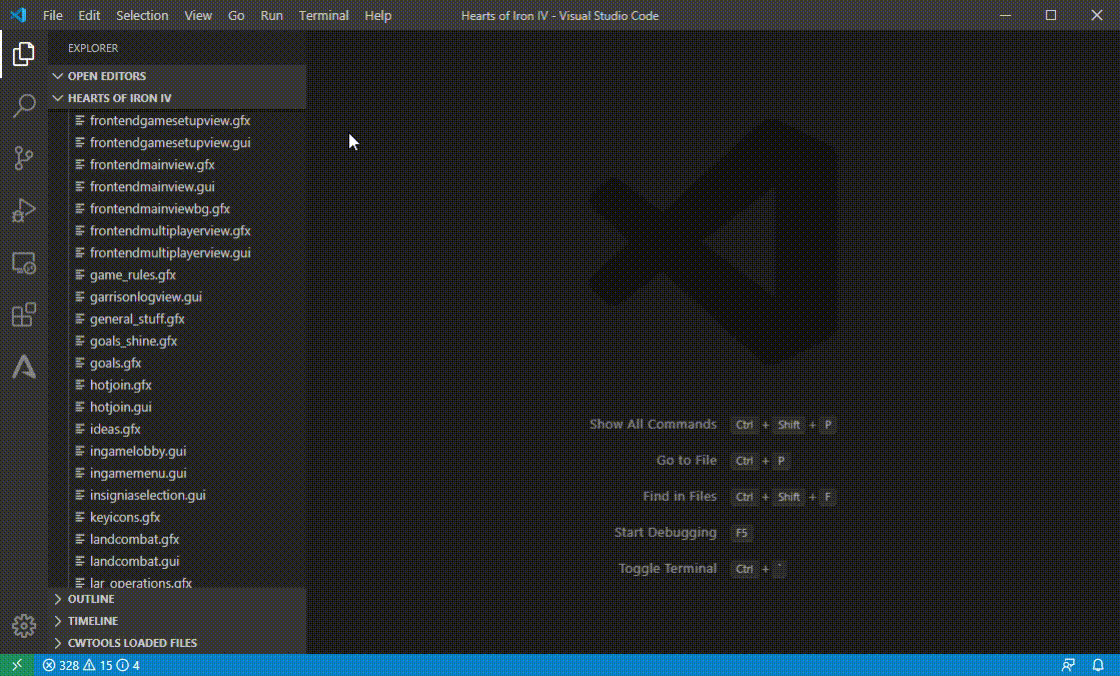 File Edit Selection View Go Run Terminal Help Hearts of Iron IV - Visual Studio Code
EXPLORER
OPEN EDITORS
HEARTS OF IRON IV
frontendgamesetupview.gfx
frontendgamesetupview.gui
frontendmainview.gfx
frontendmainview.gui
frontendmainviewbg.gfx
frontendmultiplayerview.gfx
frontendmultiplayerview.gui
game_rules.gfx
garrisonlogview.gui
general_stuff.gfx
goals_shine.gfx
goals.gfx
hotjoin.gfx
hotjoin.gui
ideas.gfx
ingamelobby.gui
ingamemenu.gui
insigniaselection.gui
keyicons.gfx
landcombat.gfx
landcombat.gui
lar_operations.gfx
OUTLINE
TIMELINE
CWTOOLS LOADED FILES
Show All Commands Ctrl + Shift + P
Go to File Ctrl + P
Find in Files Ctrl + Shift + F
Start Debugging F5
Toggle Terminal Ctrl + `
328 15 4